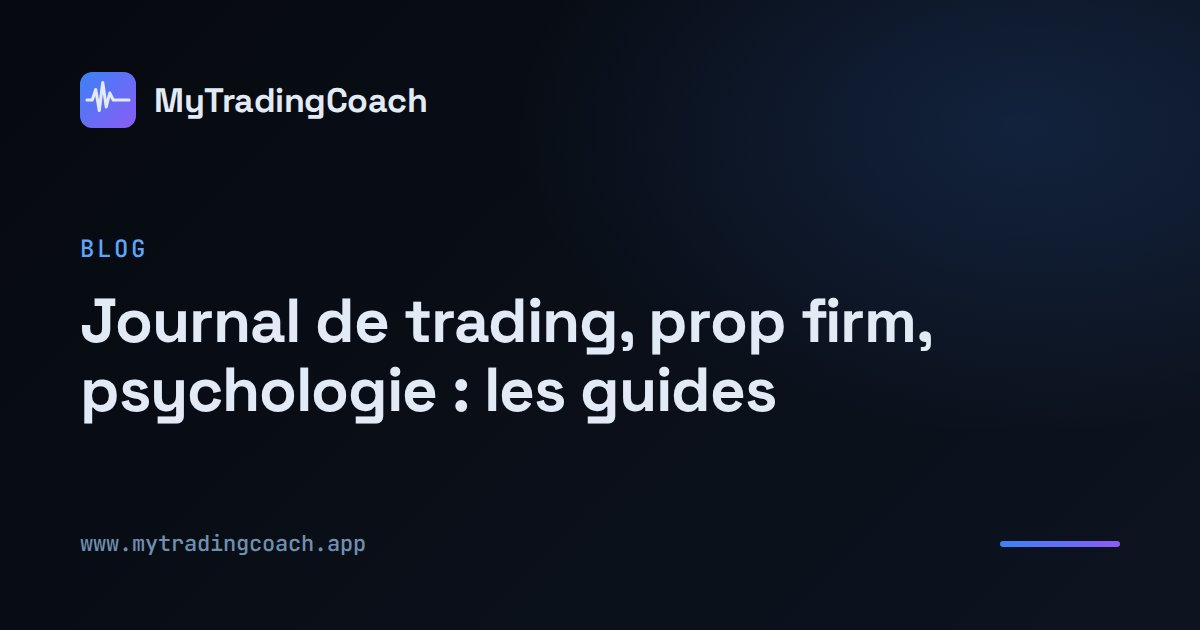 MyTradingCoach
BLOG
Journal de trading, prop firm,
psychologie : les guides
www.mytradingcoach.app